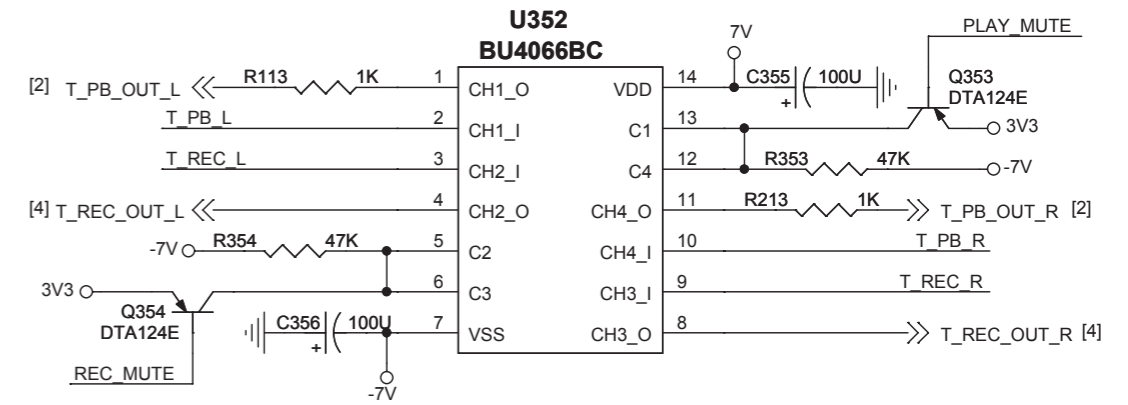 U352
BU4066BC
7V
PLAY_MUTE
[2] T_PB_OUT_L R113 1K 1 CH1_O VDD 14 C355 100U + Q353
DTA124E
T_PB_L 2 CH1_I C1 13 3V3
T_REC_L 3 CH2_I C4 12 R353 47K -7V
[4] T_REC_OUT_L 4 CH2_O CH4_O 11 R213 1K T_PB_OUT_R [2]
-7V R354 47K 5 C2 CH4_I 10 T_PB_R
3V3 6 C3 CH3_I 9 T_REC_R
Q354
DTA124E
C356 100U + 7 VSS CH3_O 8 T_REC_OUT_R [4]
REC_MUTE
-7V